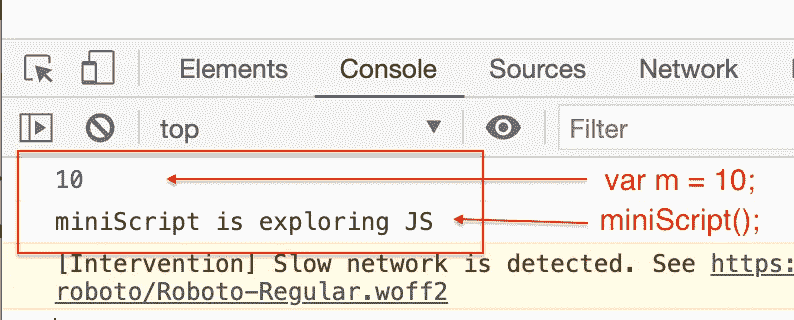 Elements Console Sources Network
top Filter
10 var m = 10;
miniScript is exploring JS miniScript();
[Intervention] Slow network is detected. See https:
roboto/Roboto-Regular.woff2